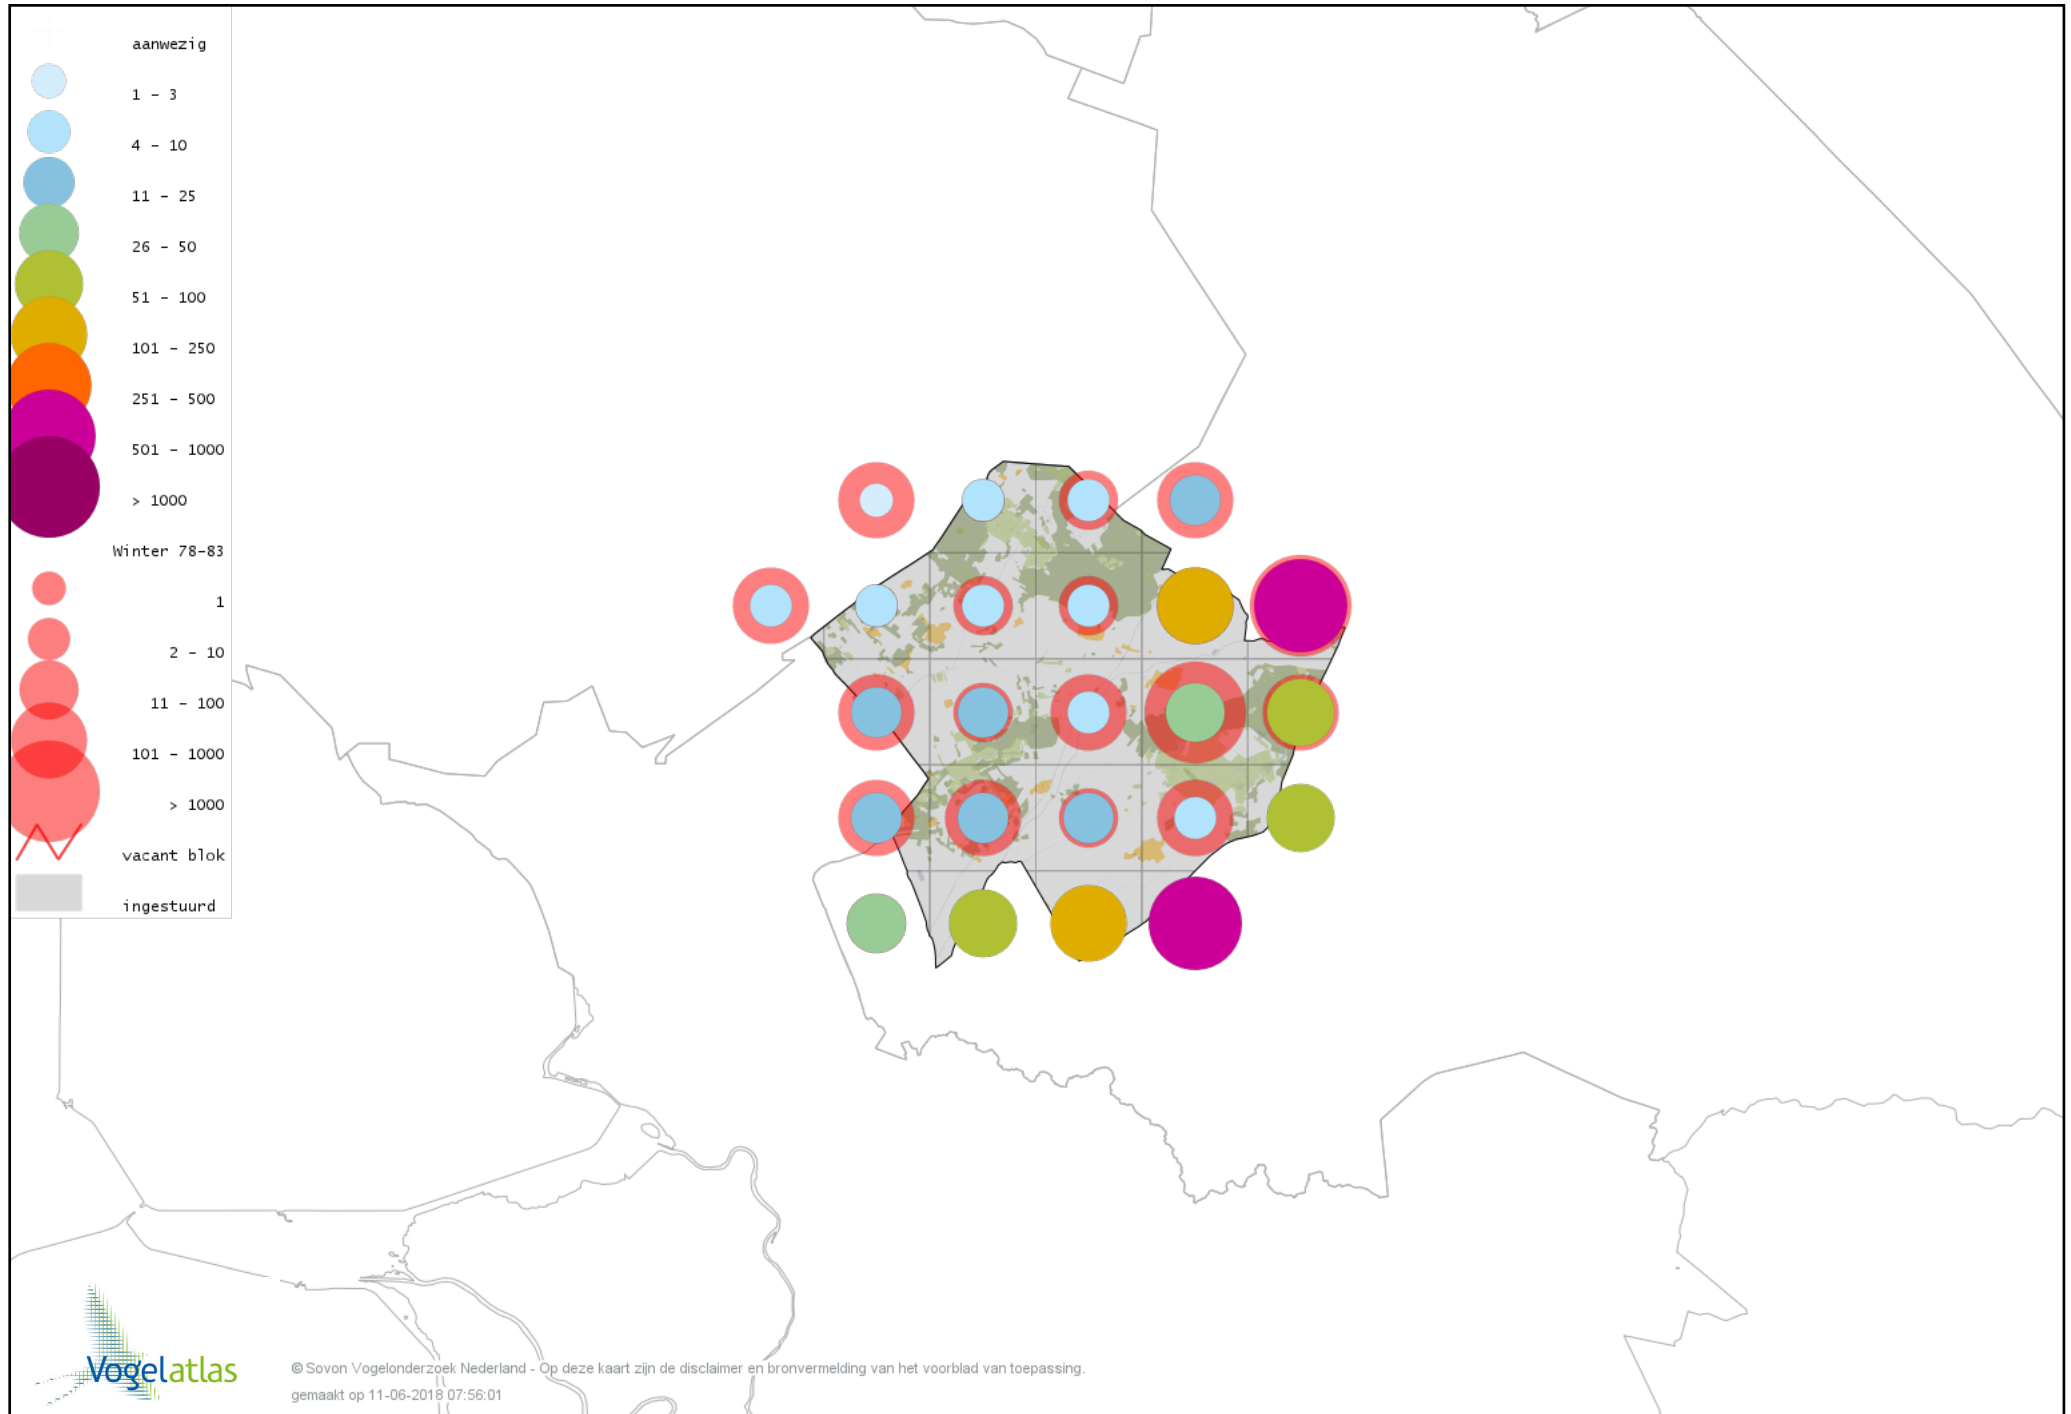 aanwezig
1 - 3
4 - 10
11 - 25
26 - 50
51 - 100
101 - 250
251 - 500
501 - 1000
> 1000
Winter 78-83
1
2 - 10
11 - 100
101 - 1000
> 1000
vacant blok
ingestuurd
Vogelatlas
© Sovon Vogelonderzoek Nederland - Op deze kaart zijn de disclaimer en bronvermelding van het voorblad van toepassing.
gemaakt op 11-06-2018 07:56:01